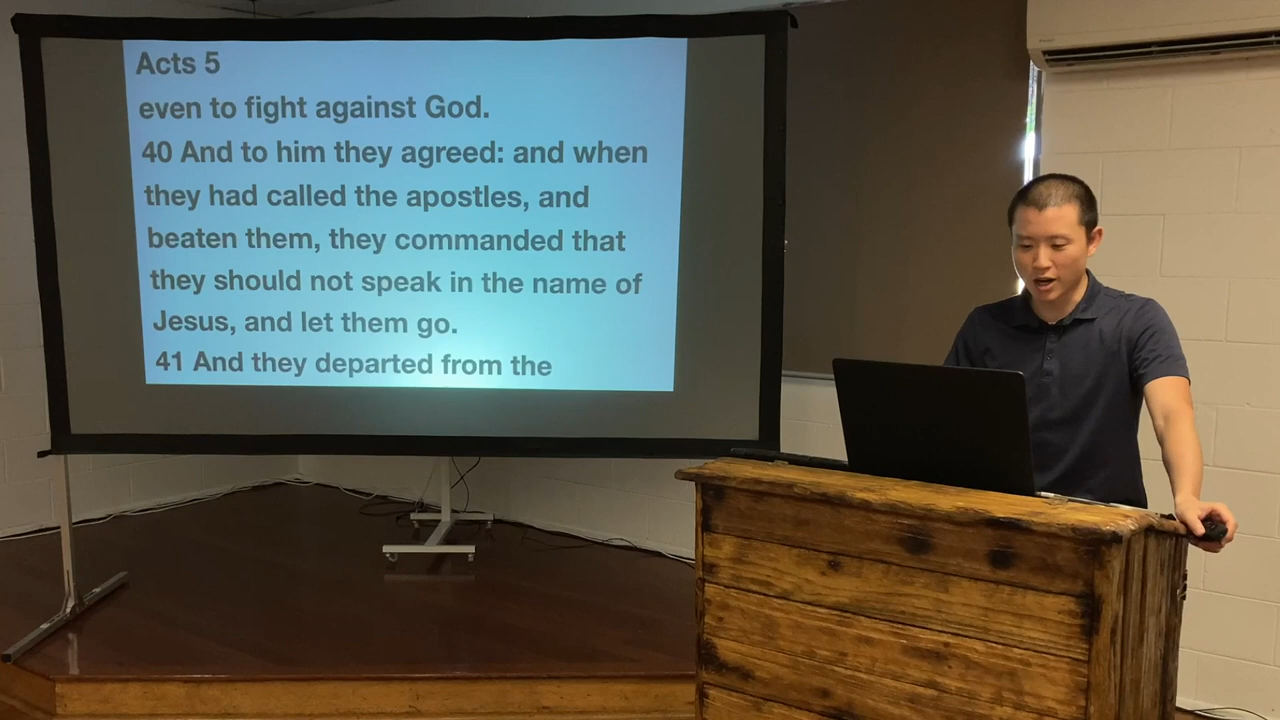 Acts 5
even to fight against God.
40 And to him they agreed: and when
they had called the apostles, and
beaten them, they commanded that
they should not speak in the name of
Jesus, and let them go.
41 And they departed from the